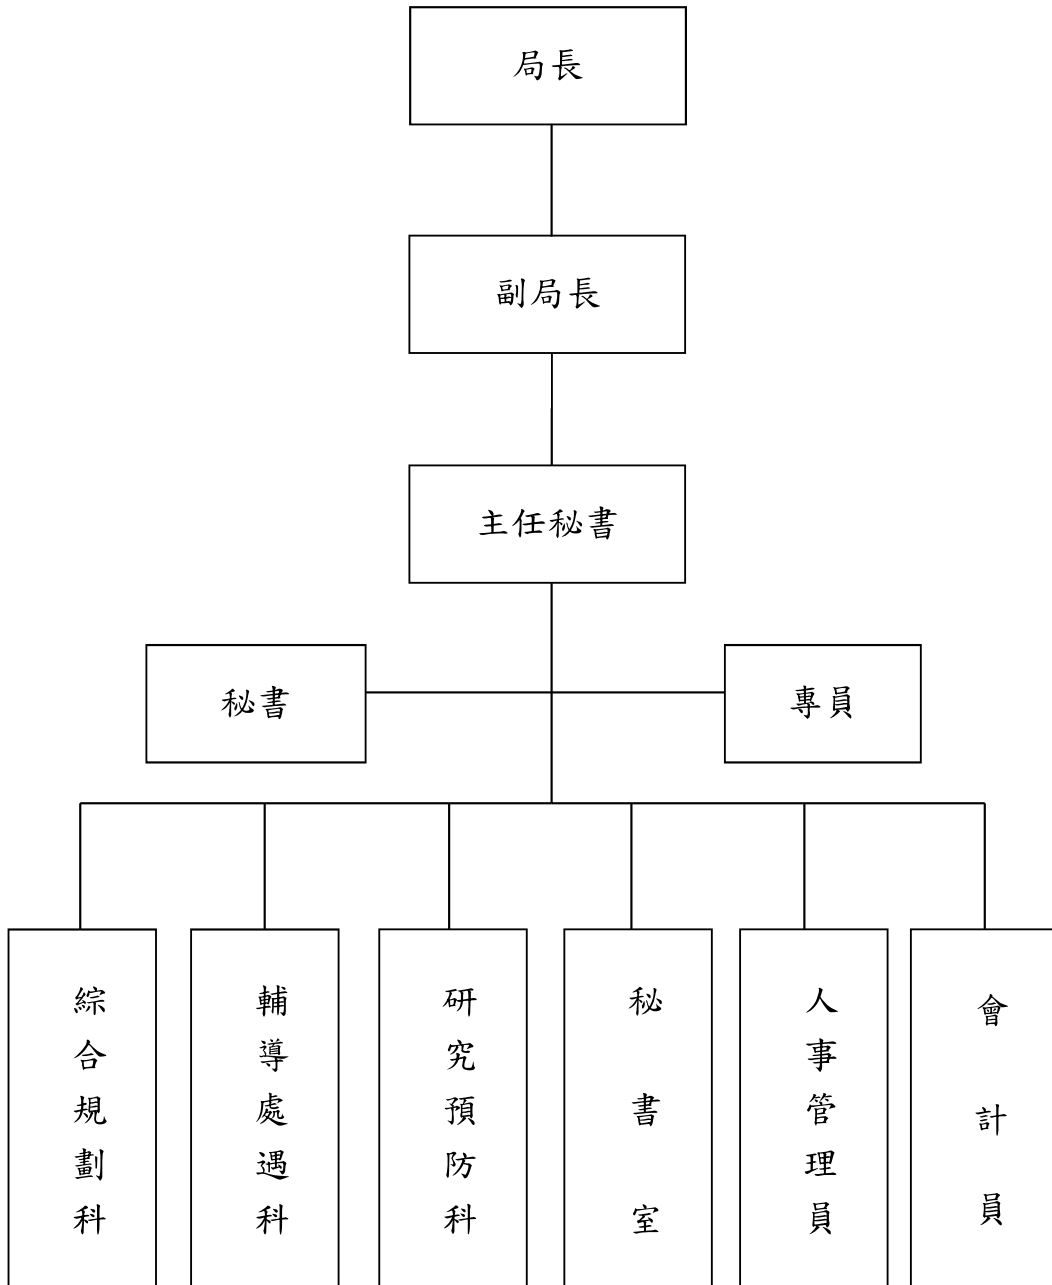 局長
副局長
主任秘書
秘書
專員
綜合規劃科
輔導處遇科
研究預防科
秘書室
人事管理員
會計員